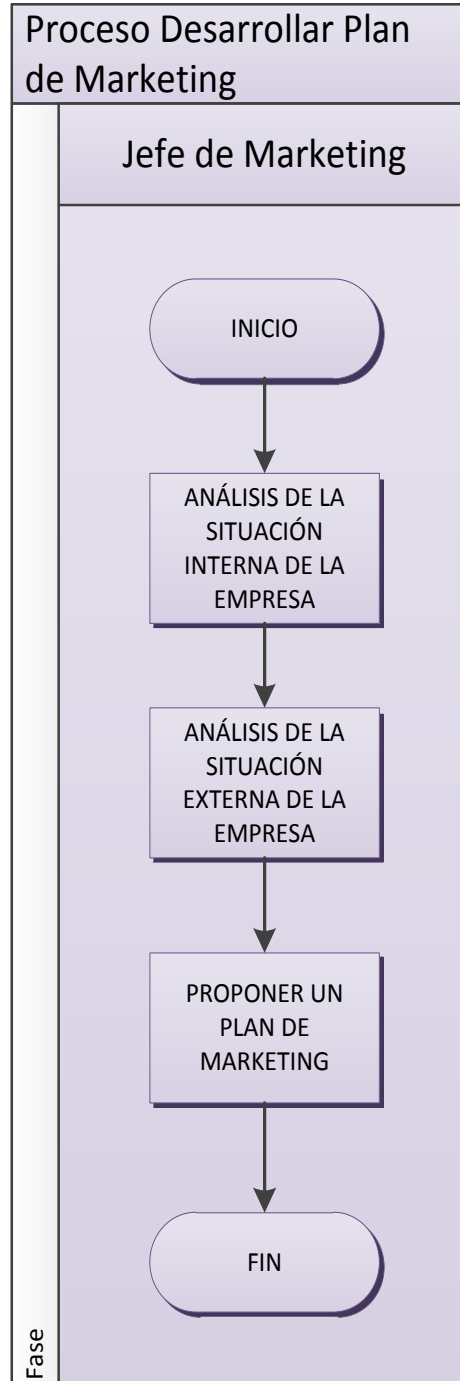 Proceso Desarrollar Plan
de Marketing
Jefe de Marketing
INICIO
ANÁLISIS DE LA
SITUACIÓN
INTERNA DE LA
EMPRESA
ANÁLISIS DE LA
SITUACIÓN
EXTERNA DE LA
EMPRESA
PROPONER UN
PLAN DE
MARKETING
FIN
Fase